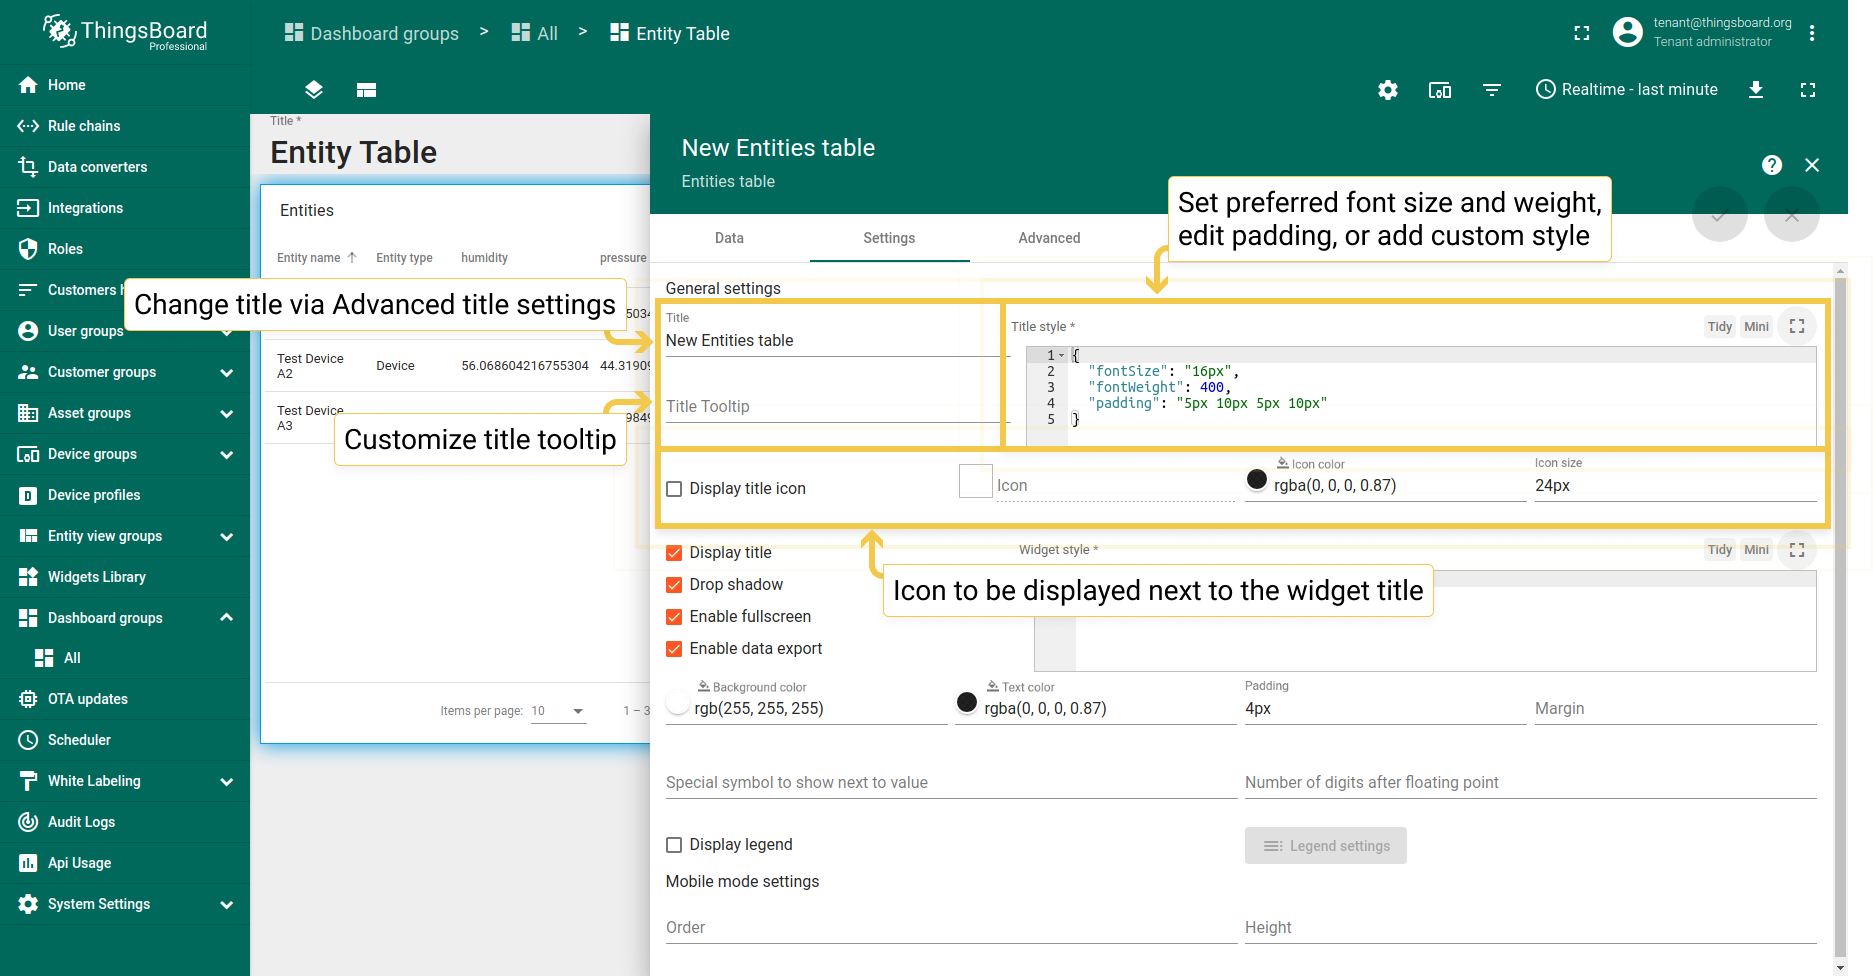 ThingsBoard
Professional
Dashboard groups > All > Entity Table
tenant@thingsboard.org
Tenant administrator
Realtime - last minute
Home
Rule chains
Data converters
Integrations
Roles
Customers h
User groups
Customer groups
Asset groups
Device groups
Device profiles
Entity view groups
Widgets Library
Dashboard groups
All
OTA updates
Scheduler
White Labeling
Audit Logs
Api Usage
System Settings
Title *
Entity Table
Entities
Entity name
Entity type
humidity
pressure
5034
Test Device
A2
Device
56.068604216755304
44.31909
Test Device
A3
9849
Items per page:
10
1 – 3
Change title via Advanced title settings
Customize title tooltip
New Entities table
Entities table
Set preferred font size and weight,
edit padding, or add custom style
Data
Settings
Advanced
General settings
Title
New Entities table
Title Tooltip
Title style *
Tidy
Mini
1 {
2 "fontSize": "16px",
3 "fontWeight": 400,
4 "padding": "5px 10px 5px 10px"
5 }
Display title icon
Icon
Icon color
rgba(0, 0, 0, 0.87)
Icon size
24px
Icon to be displayed next to the widget title
Display title
Drop shadow
Enable fullscreen
Enable data export
Widget style *
Tidy
Mini
Background color
rgb(255, 255, 255)
Text color
rgba(0, 0, 0, 0.87)
Padding
4px
Margin
Special symbol to show next to value
Number of digits after floating point
Display legend
Legend settings
Mobile mode settings
Order
Height